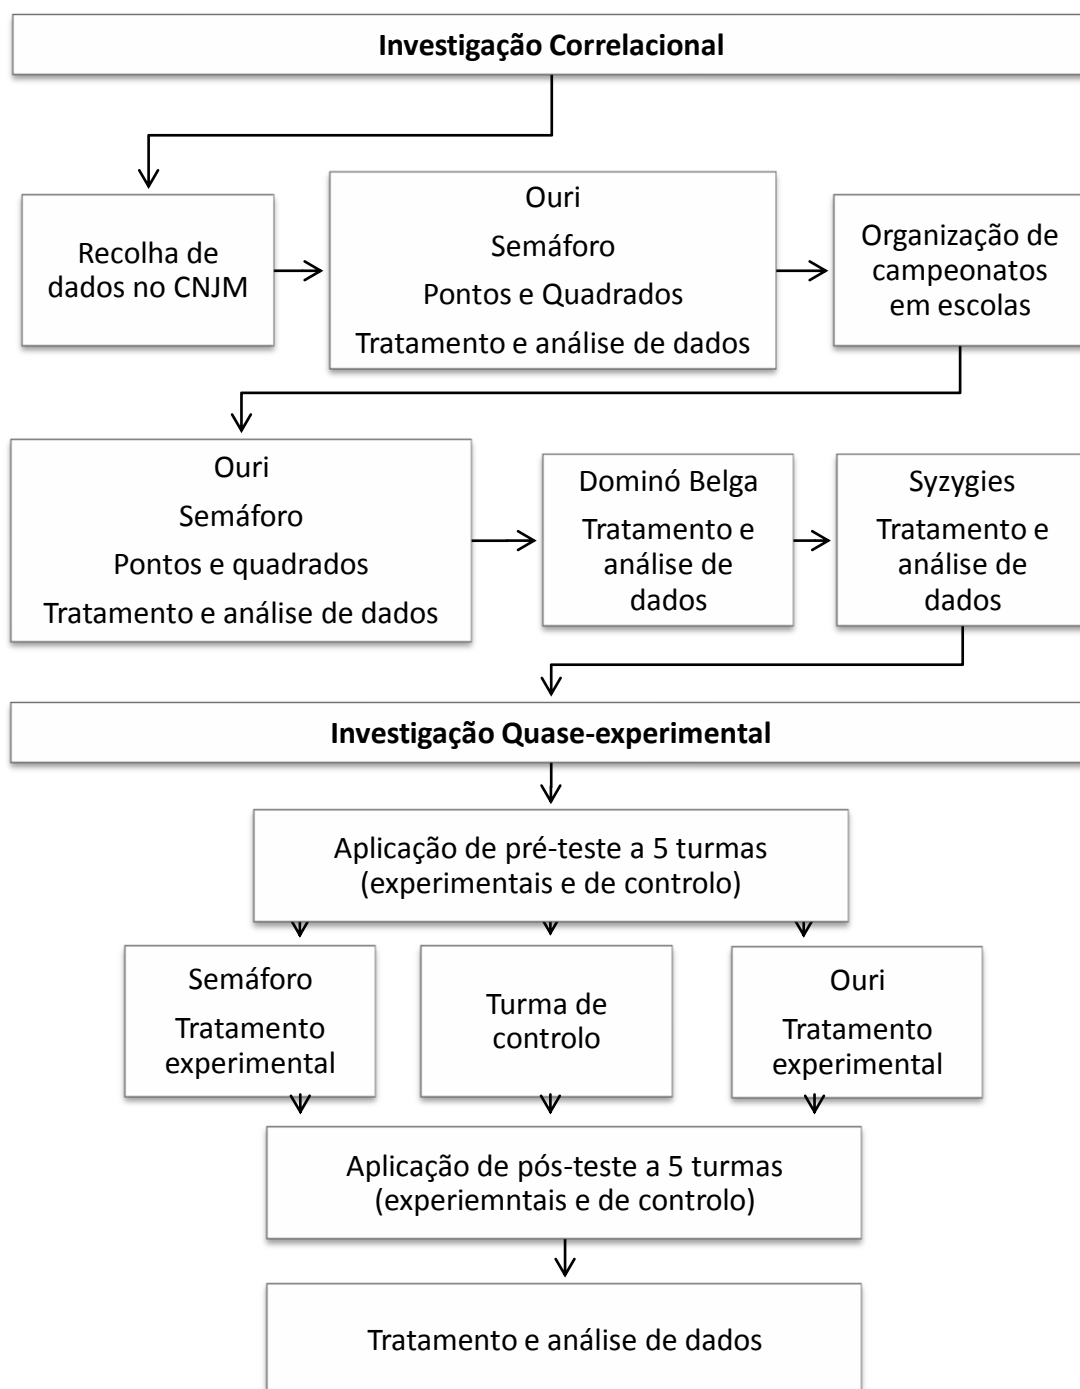 Investigação Correlacional
Recolha de
dados no CNJM
Ouri
Semáforo
Pontos e Quadrados
Tratamento e análise de dados
Organização de
campeonatos
em escolas
Ouri
Semáforo
Pontos e quadrados
Tratamento e análise de dados
Dominó Belga
Tratamento e
análise de
dados
Syzygies
Tratamento e
análise de
dados
Investigação Quase-experimental
Aplicação de pré-teste a 5 turmas
(experimentais e de controlo)
Semáforo
Tratamento
experimental
Turma de
controlo
Ouri
Tratamento
experimental
Aplicação de pós-teste a 5 turmas
(experiemntais e de controlo)
Tratamento e análise de dados